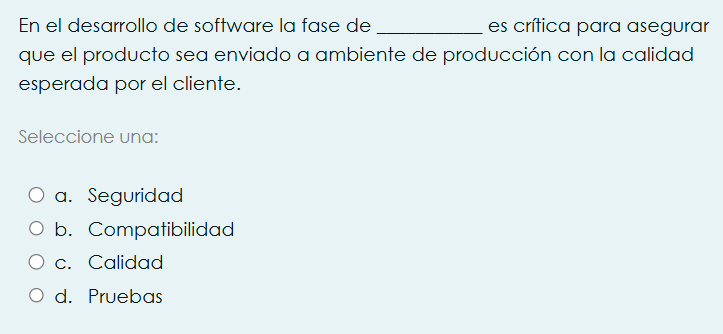 En el desarrollo de software la fase de ___________ es crítica para asegurar
que el producto sea enviado a ambiente de producción con la calidad
esperada por el cliente.
Seleccione una:
a. Seguridad
b. Compatibilidad
c. Calidad
d. Pruebas